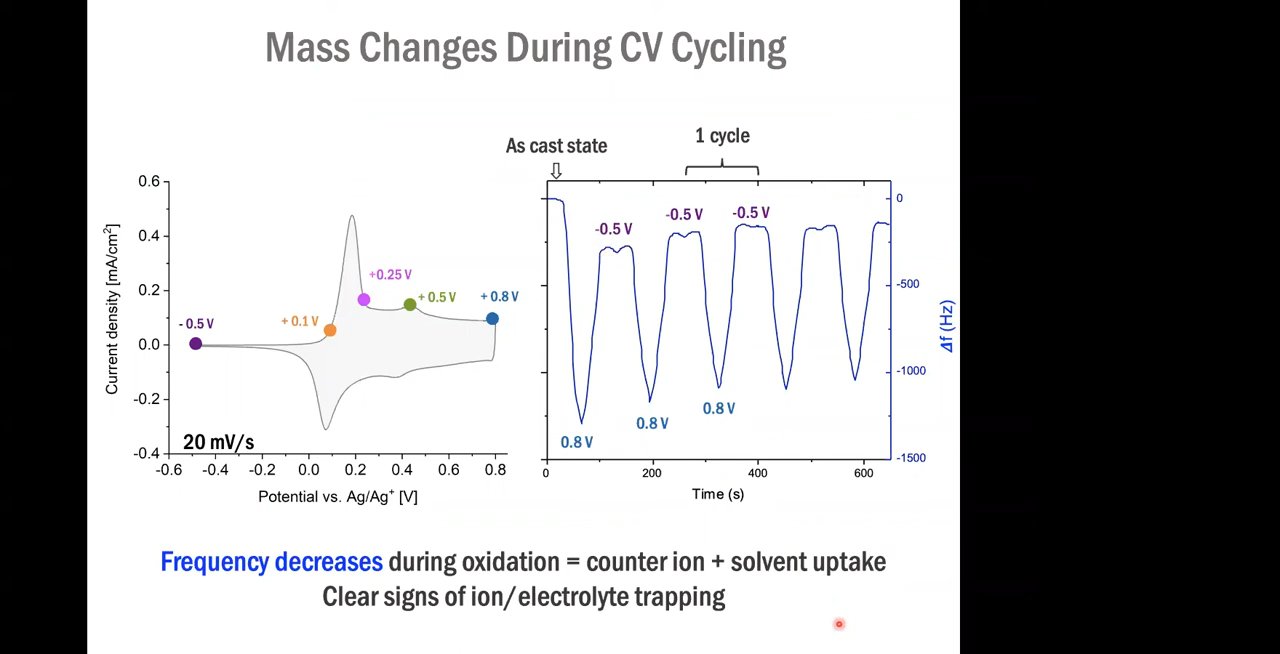 Mass Changes During CV Cycling
As cast state
1 cycle
0.6
0.4
0.2
0.0
-0.2
-0.4
-0.6
-0.4
-0.2
0.0
0.2
0.4
0.6
0.8
Current density [mA/cm²]
Potential vs. Ag/Ag⁺ [V]
- 0.5 V
+ 0.1 V
+0.25 V
+ 0.5 V
+ 0.8 V
20 mV/s
-0.5 V
-0.5 V
-0.5 V
0.8 V
0.8 V
0.8 V
0
-500
-1000
-1500
Δf (Hz)
0
200
400
600
Time (s)
Frequency decreases during oxidation = counter ion + solvent uptake
Clear signs of ion/electrolyte trapping